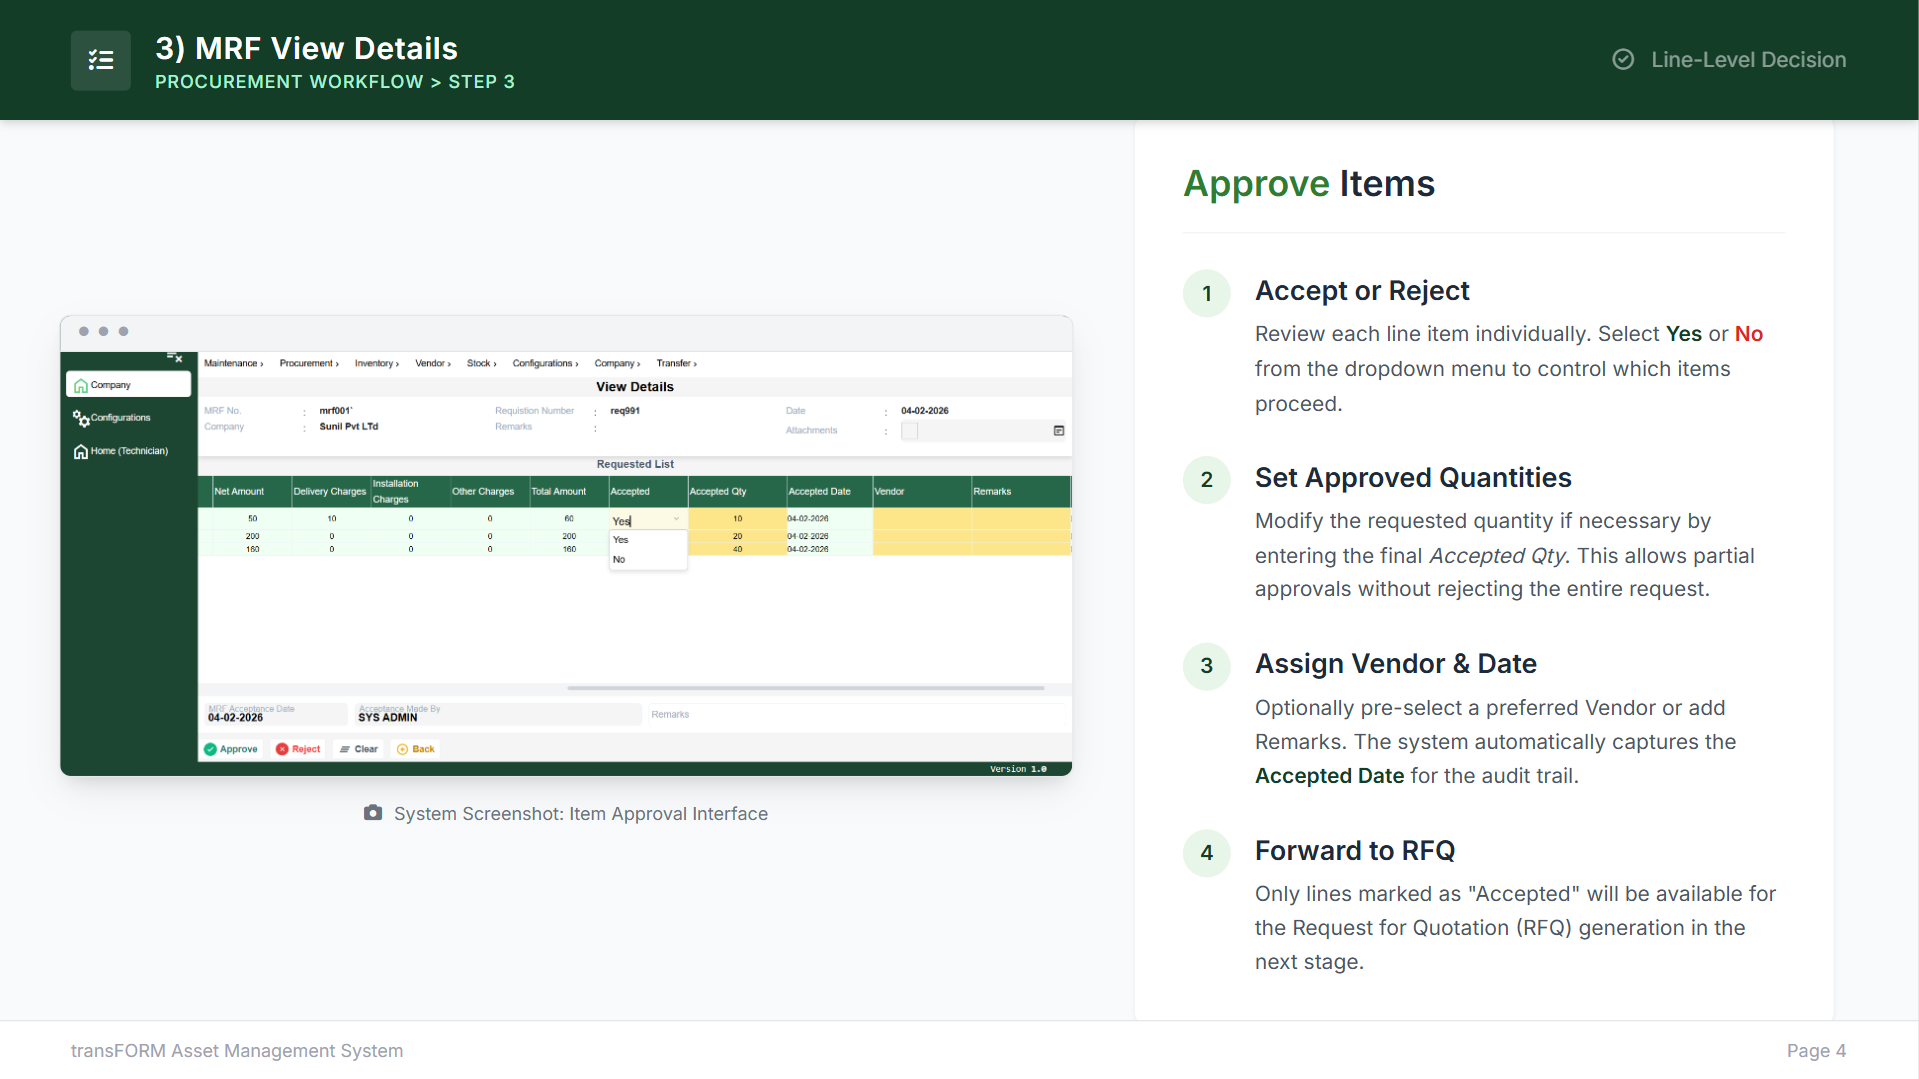 3) MRF View Details
PROCUREMENT WORKFLOW > STEP 3
Line-Level Decision
Maintenance › Procurement › Inventory › Vendor › Stock › Configurations › Company › Transfer ›
Company
Configurations
Home (Technician)
View Details
MRF No. : mrf001` Requistion Number : req991 Date : 04-02-2026
Company : Sunil Pvt LTd Remarks : Attachments :
Requested List
Net Amount Delivery Charges Installation Charges Other Charges Total Amount Accepted Accepted Qty Accepted Date Vendor Remarks
50 10 0 0 60 Yes 10 04-02-2026
200 0 0 0 200 Yes 20 04-02-2026
160 0 0 0 160 No 40 04-02-2026
MRF Acceptance Date Acceptance Made By
04-02-2026 SYS ADMIN Remarks
Approve Reject Clear Back
Version 1.0
System Screenshot: Item Approval Interface
Approve Items
1 Accept or Reject
Review each line item individually. Select Yes or No
from the dropdown menu to control which items
proceed.
2 Set Approved Quantities
Modify the requested quantity if necessary by
entering the final Accepted Qty. This allows partial
approvals without rejecting the entire request.
3 Assign Vendor & Date
Optionally pre-select a preferred Vendor or add
Remarks. The system automatically captures the
Accepted Date for the audit trail.
4 Forward to RFQ
Only lines marked as "Accepted" will be available for
the Request for Quotation (RFQ) generation in the
next stage.
transFORM Asset Management System
Page 4